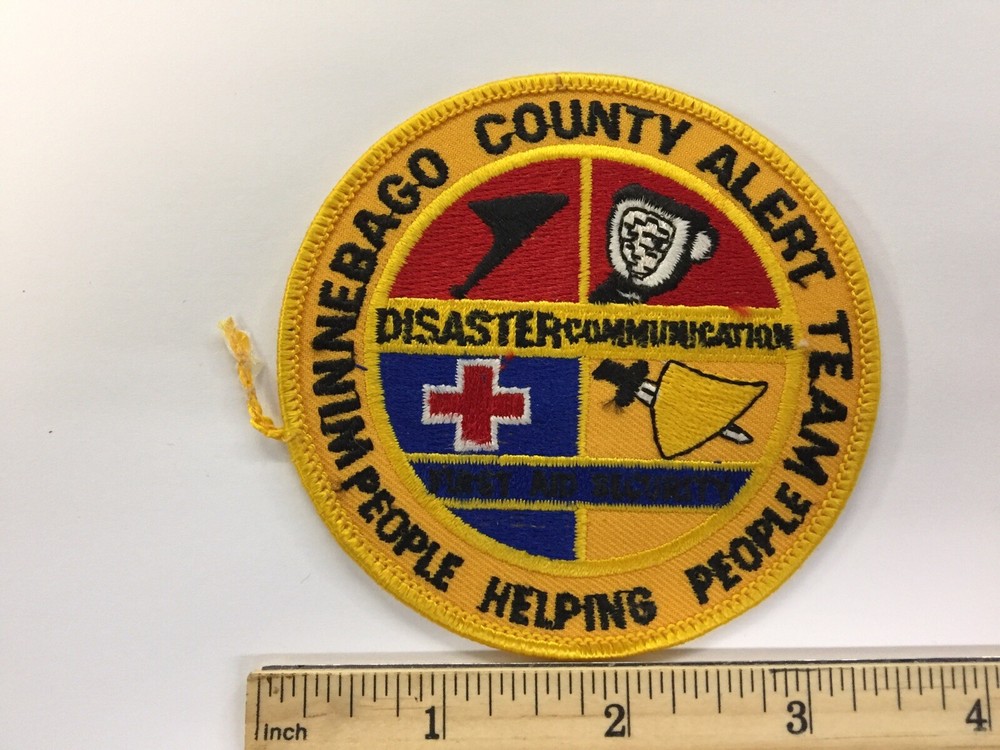 WINNEBAGO COUNTY ALERT TEAM
DISASTER COMMUNICATION
FIRST AID SECURITY
PEOPLE HELPING PEOPLE
Inch 1 2 3 4